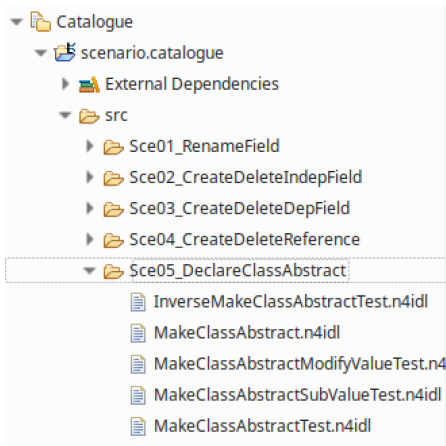 Catalogue
scenario.catalogue
External Dependencies
src
Sce01_RenameField
Sce02_CreateDeleteIndepField
Sce03_CreateDeleteDepField
Sce04_CreateDeleteReference
Sce05_DeclareClassAbstract
InverseMakeClassAbstractTest.n4idl
MakeClassAbstract.n4idl
MakeClassAbstractModifyValueTest.n4
MakeClassAbstractSubValueTest.n4idl
MakeClassAbstractTest.n4idl